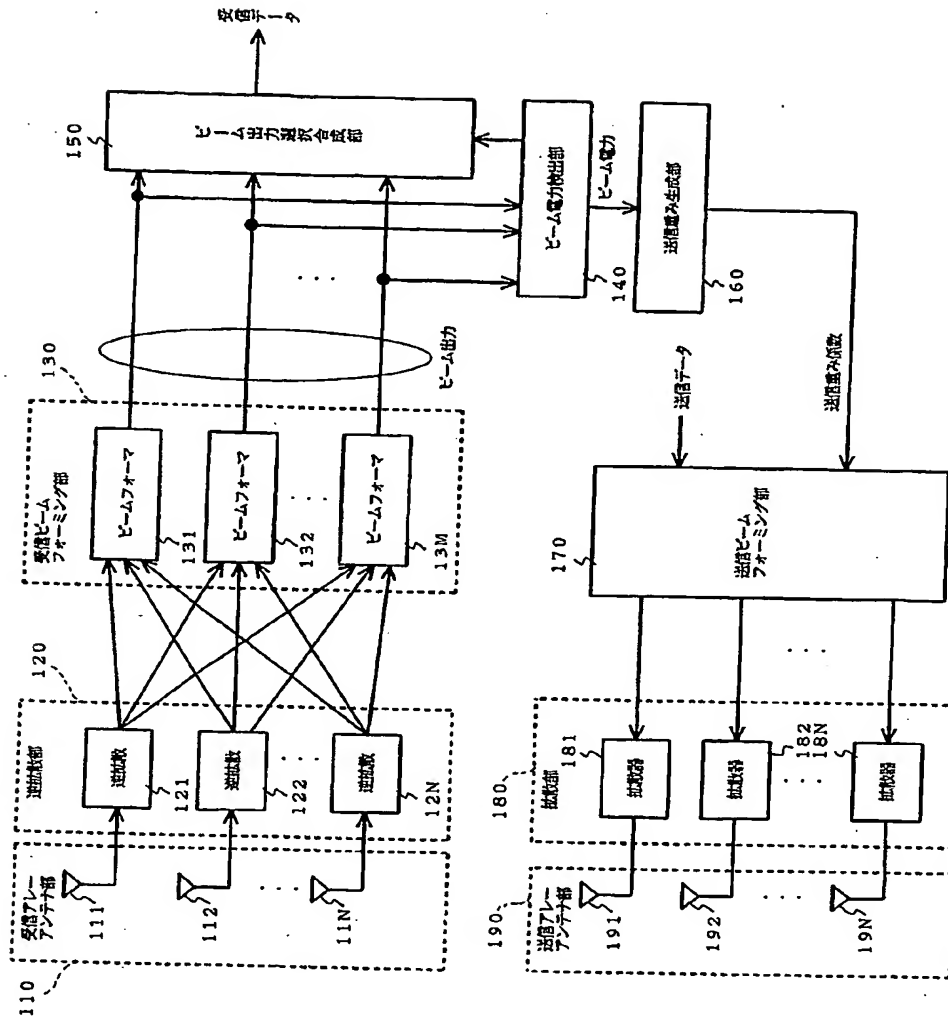 受信データ
150
ビーム出力選択合成部
130
受信ビーム
フォーミング部
ビームフォーマ
131
ビームフォーマ
132
. . . .
ビームフォーマ
13M
ビーム出力
. . .
ビーム電力検出部
140
ビーム電力
送信重み生成部
160
120
逆拡散部
逆拡散
121
逆拡散
122
. . . .
逆拡散
12N
110
受信アレー
アンテナ部
111
112
. . . .
11N
送信データ
送信重み係数
170
送信ビーム
フォーミング部
. . .
180
拡散部
181
拡散器
拡散器
182
. . . .
18N
拡散器
190
送信アレー
アンテナ部
191
192
. . . .
19N